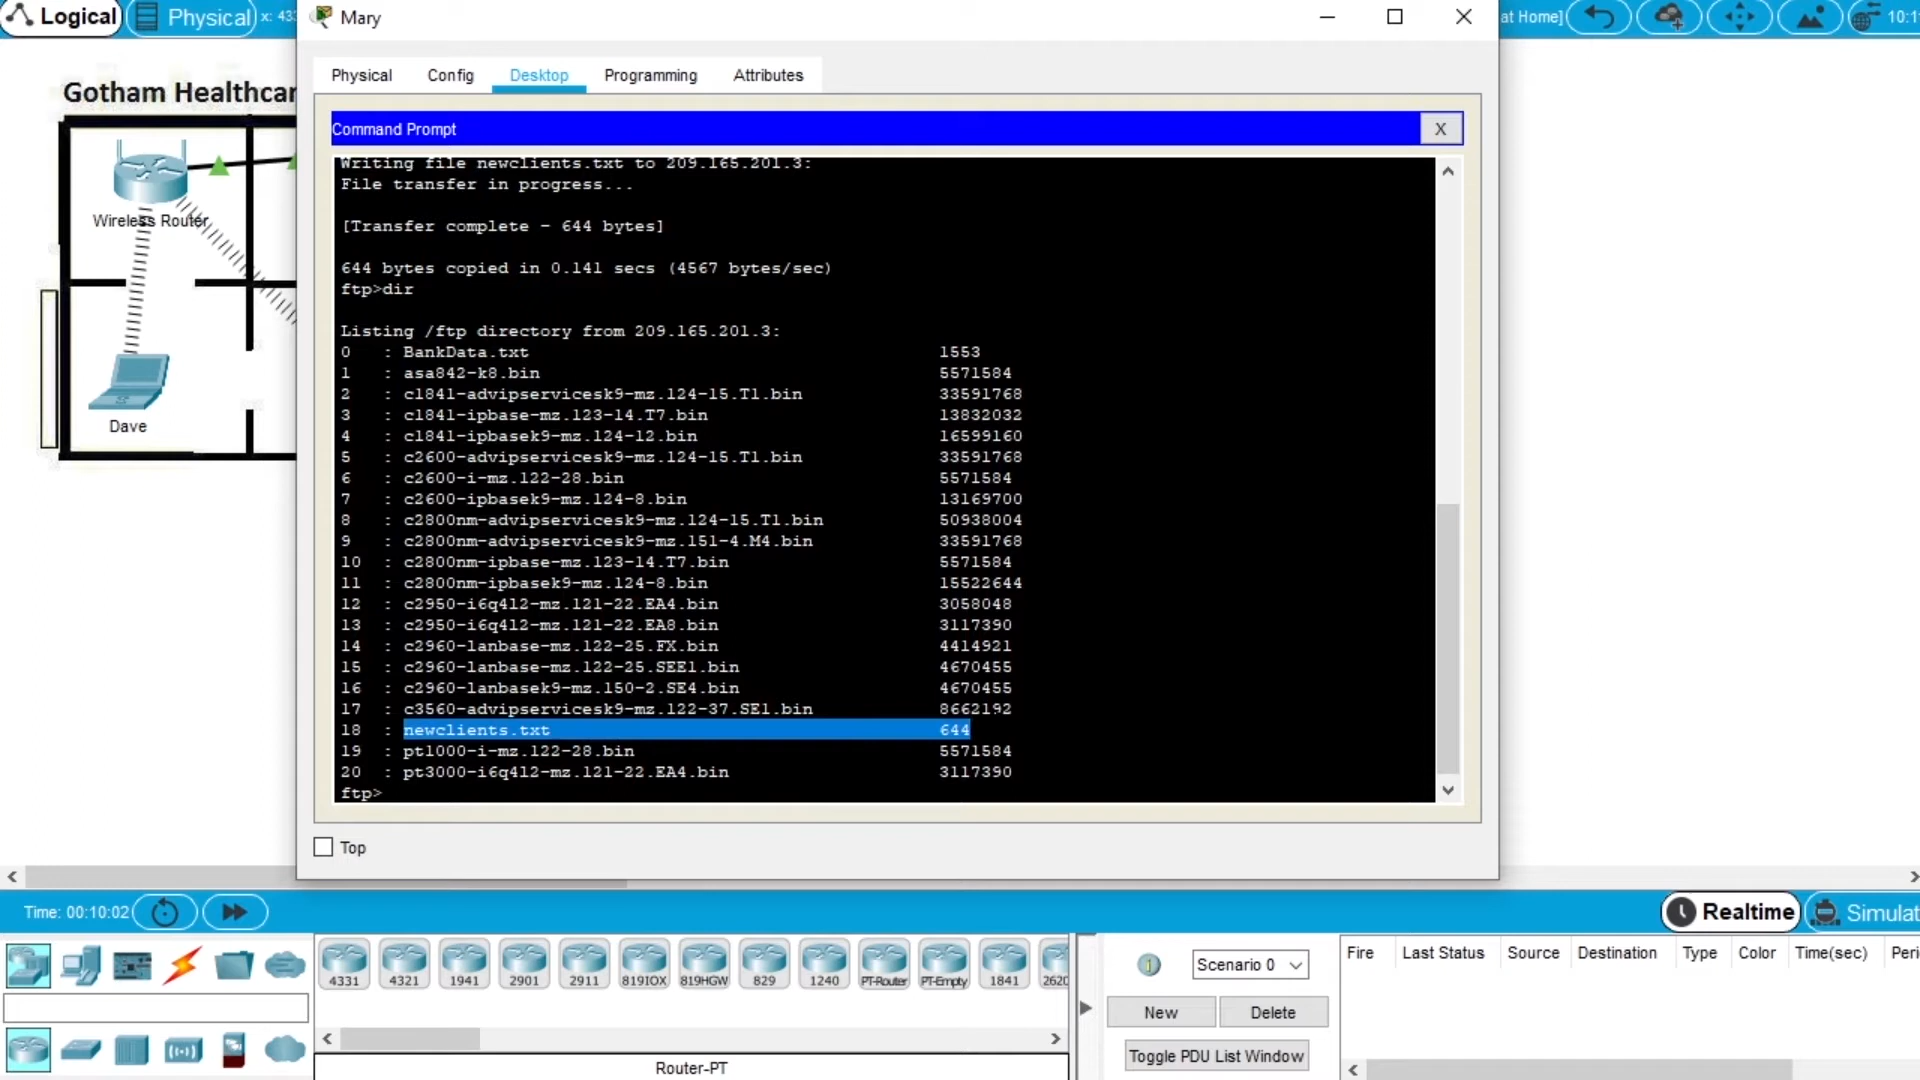 Logical
Physical
x: 433
Mary
at Home]
10:1
Physical
Config
Desktop
Programming
Attributes
Gotham Healthcar
Wireless Router
Dave
Command Prompt
X
Writing file newclients.txt to 209.165.201.3:
File transfer in progress...
[Transfer complete - 644 bytes]
644 bytes copied in 0.141 secs (4567 bytes/sec)
ftp>dir
Listing /ftp directory from 209.165.201.3:
0 : BankData.txt 1553
1 : asa842-k8.bin 5571584
2 : c1841-advipservicesk9-mz.124-15.T1.bin 33591768
3 : c1841-ipbase-mz.123-14.T7.bin 13832032
4 : c1841-ipbasek9-mz.124-12.bin 16599160
5 : c2600-advipservicesk9-mz.124-15.T1.bin 33591768
6 : c2600-i-mz.122-28.bin 5571584
7 : c2600-ipbasek9-mz.124-8.bin 13169700
8 : c2800nm-advipservicesk9-mz.124-15.T1.bin 50938004
9 : c2800nm-advipservicesk9-mz.151-4.M4.bin 33591768
10 : c2800nm-ipbase-mz.123-14.T7.bin 5571584
11 : c2800nm-ipbasek9-mz.124-8.bin 15522644
12 : c2950-i6q4l2-mz.121-22.EA4.bin 3058048
13 : c2950-i6q4l2-mz.121-22.EA8.bin 3117390
14 : c2960-lanbase-mz.122-25.FX.bin 4414921
15 : c2960-lanbase-mz.122-25.SEE1.bin 4670455
16 : c2960-lanbasek9-mz.150-2.SE4.bin 4670455
17 : c3560-advipservicesk9-mz.122-37.SE1.bin 8662192
18 : newclients.txt 644
19 : pt1000-i-mz.122-28.bin 5571584
20 : pt3000-i6q4l2-mz.121-22.EA4.bin 3117390
ftp>
Top
Time: 00:10:02
Realtime
Simulat
4331
4321
1941
2901
2911
819IOX
819HGW
829
1240
PT-Router
PT-Empty
1841
2620
Router-PT
Scenario 0
New
Delete
Toggle PDU List Window
Fire
Last Status
Source
Destination
Type
Color
Time(sec)
Peri